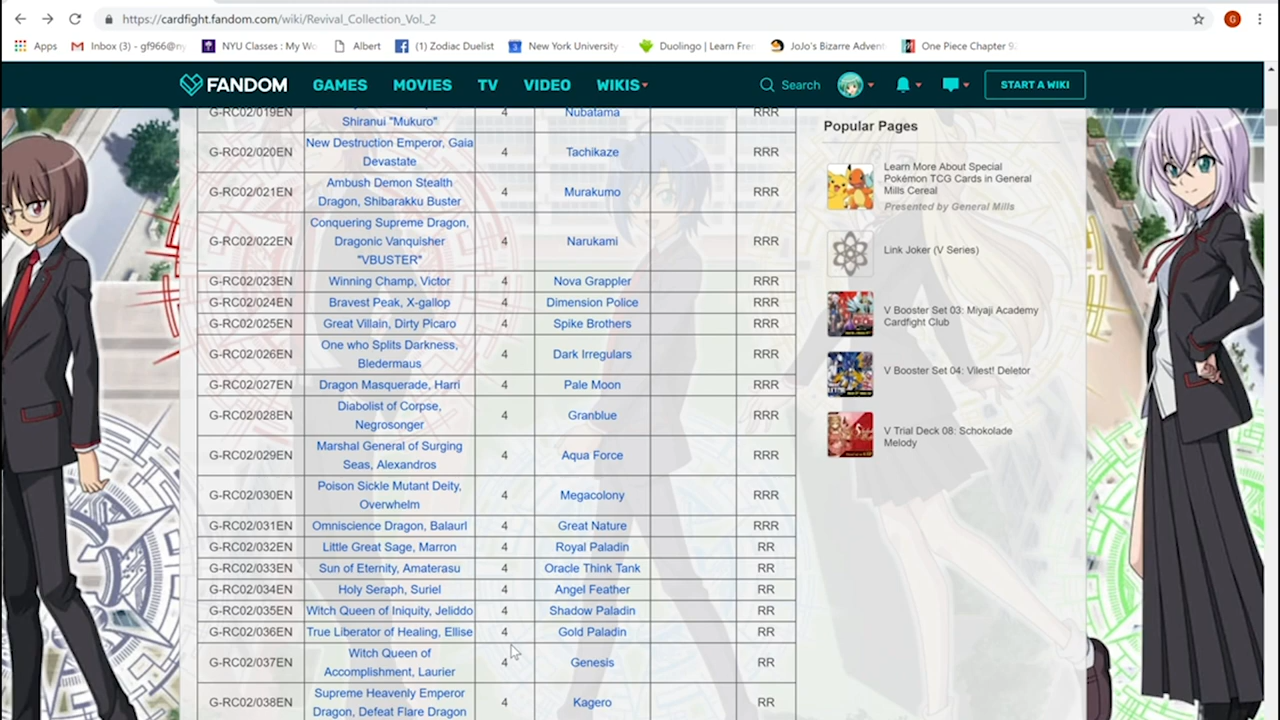 https://cardfight.fandom.com/wiki/Revival_Collection_Vol._2
G
Apps
Inbox (3) - gf966@ny
NYU Classes : My Wo
Albert
(1) Zodiac Duelist
New York University
Duolingo | Learn Fre
JoJo's Bizarre Advent
One Piece Chapter 9
FANDOM
GAMES
MOVIES
TV
VIDEO
WIKIS
Search
START A WIKI
G-RC02/019EN
Shiranui "Mukuro"
Nubatama
RRR
G-RC02/020EN
New Destruction Emperor, Gaia
Devastate
4
Tachikaze
RRR
G-RC02/021EN
Ambush Demon Stealth
Dragon, Shibarakku Buster
4
Murakumo
RRR
G-RC02/022EN
Conquering Supreme Dragon,
Dragonic Vanquisher
"VBUSTER"
4
Narukami
RRR
G-RC02/023EN
Winning Champ, Victor
4
Nova Grappler
RRR
G-RC02/024EN
Bravest Peak, X-gallop
4
Dimension Police
RRR
G-RC02/025EN
Great Villain, Dirty Picaro
4
Spike Brothers
RRR
G-RC02/026EN
One who Splits Darkness,
Bledermaus
4
Dark Irregulars
RRR
G-RC02/027EN
Dragon Masquerade, Harri
4
Pale Moon
RRR
G-RC02/028EN
Diabolist of Corpse,
Negrosonger
4
Granblue
RRR
G-RC02/029EN
Marshal General of Surging
Seas, Alexandros
4
Aqua Force
RRR
G-RC02/030EN
Poison Sickle Mutant Deity,
Overwhelm
4
Megacolony
RRR
G-RC02/031EN
Omniscience Dragon, Balaurl
4
Great Nature
RRR
G-RC02/032EN
Little Great Sage, Marron
4
Royal Paladin
RR
G-RC02/033EN
Sun of Eternity, Amaterasu
4
Oracle Think Tank
RR
G-RC02/034EN
Holy Seraph, Suriel
4
Angel Feather
RR
G-RC02/035EN
Witch Queen of Iniquity, Jeliddo
4
Shadow Paladin
RR
G-RC02/036EN
True Liberator of Healing, Ellise
4
Gold Paladin
RR
G-RC02/037EN
Witch Queen of
Accomplishment, Laurier
4
Genesis
RR
G-RC02/038EN
Supreme Heavenly Emperor
Dragon, Defeat Flare Dragon
4
Kagero
RR
Popular Pages
Learn More About Special
Pokémon TCG Cards in General
Mills Cereal
Presented by General Mills
Link Joker (V Series)
V Booster Set 03: Miyaji Academy
Cardfight Club
V Booster Set 04: Vilest! Deletor
V Trial Deck 08: Schokolade
Melody